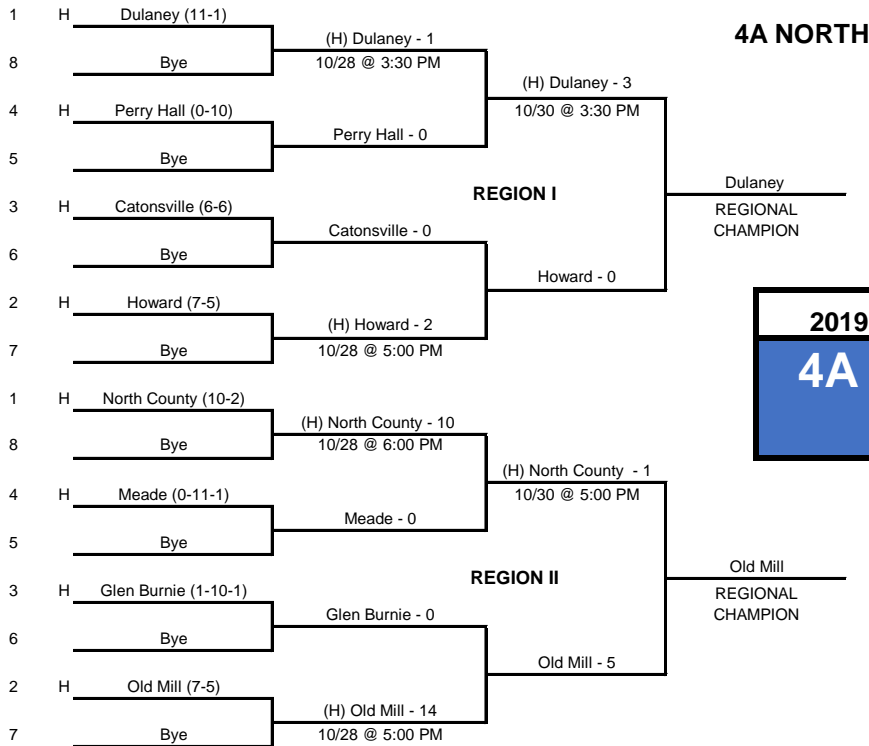 4A NORTH
1 H Dulaney (11-1)
(H) Dulaney - 1
8 Bye
10/28 @ 3:30 PM
(H) Dulaney - 3
4 H Perry Hall (0-10)
10/30 @ 3:30 PM
Perry Hall - 0
5 Bye
REGION I
Dulaney
3 H Catonsville (6-6)
REGIONAL
CHAMPION
Catonsville - 0
6 Bye
Howard - 0
2 H Howard (7-5)
(H) Howard - 2
7 Bye
10/28 @ 5:00 PM
2019
4A
1 H North County (10-2)
(H) North County - 10
8 Bye
10/28 @ 6:00 PM
(H) North County - 1
4 H Meade (0-11-1)
10/30 @ 5:00 PM
Meade - 0
5 Bye
REGION II
Old Mill
3 H Glen Burnie (1-10-1)
REGIONAL
CHAMPION
Glen Burnie - 0
6 Bye
Old Mill - 5
2 H Old Mill (7-5)
(H) Old Mill - 14
7 Bye
10/28 @ 5:00 PM